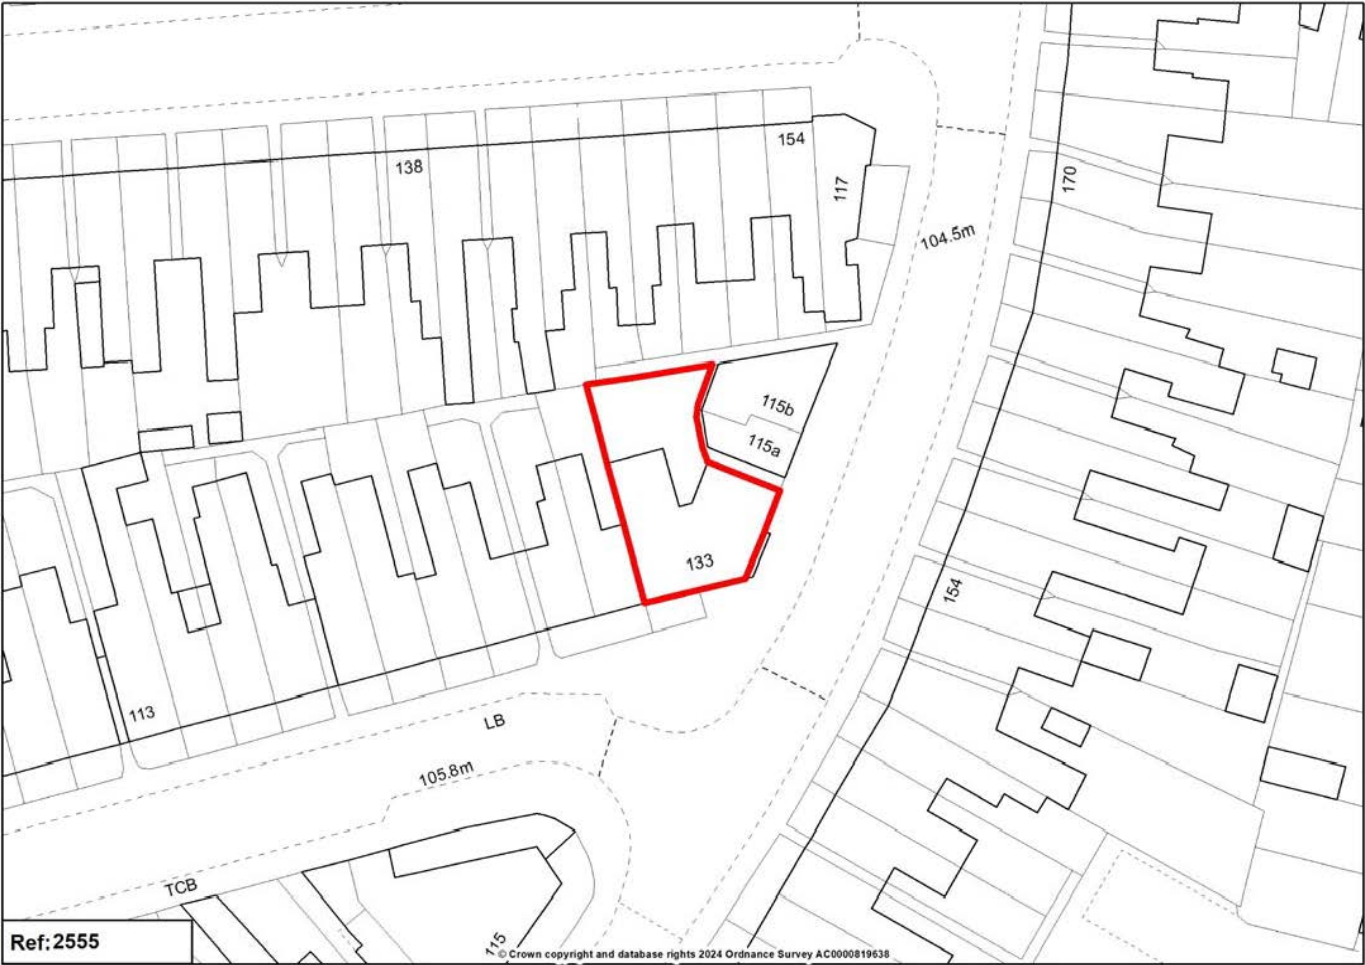 154
138
117
170
104.5m
115b
115a
133
154
113
LB
105.8m
TCB
115
Ref:2555
© Crown copyright and database rights 2024 Ordnance Survey AC0000819638